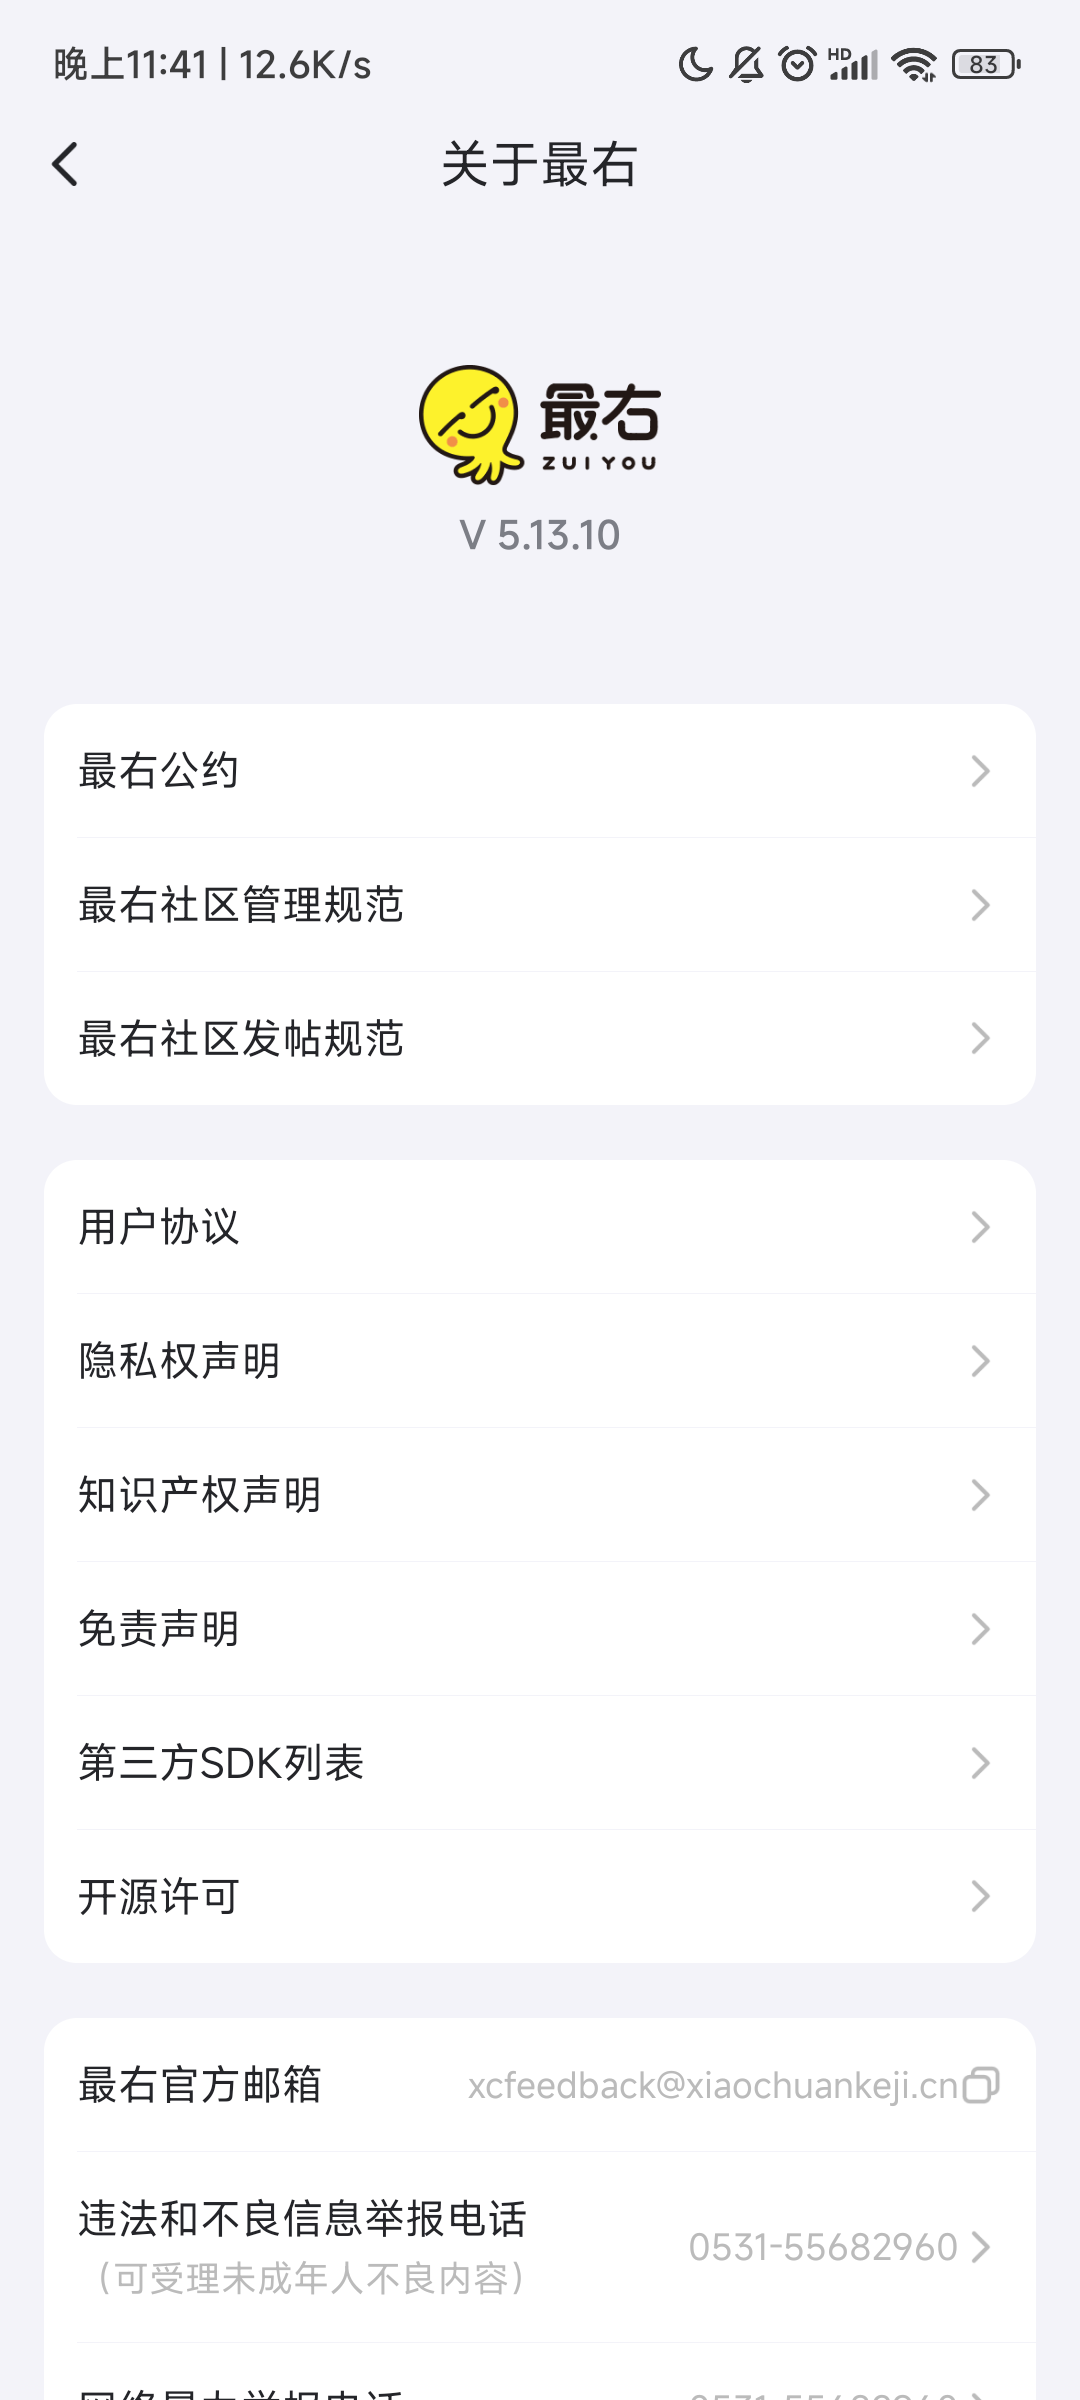 晚上11:41 | 12.6K/s
HD
83
关于最右
最右
ZUIYOU
V 5.13.10
最右公约
最右社区管理规范
最右社区发帖规范
用户协议
隐私权声明
知识产权声明
免责声明
第三方SDK列表
开源许可
最右官方邮箱 xcfeedback@xiaochuankeji.cn
违法和不良信息举报电话
0531-55682960
（可受理未成年人不良内容）